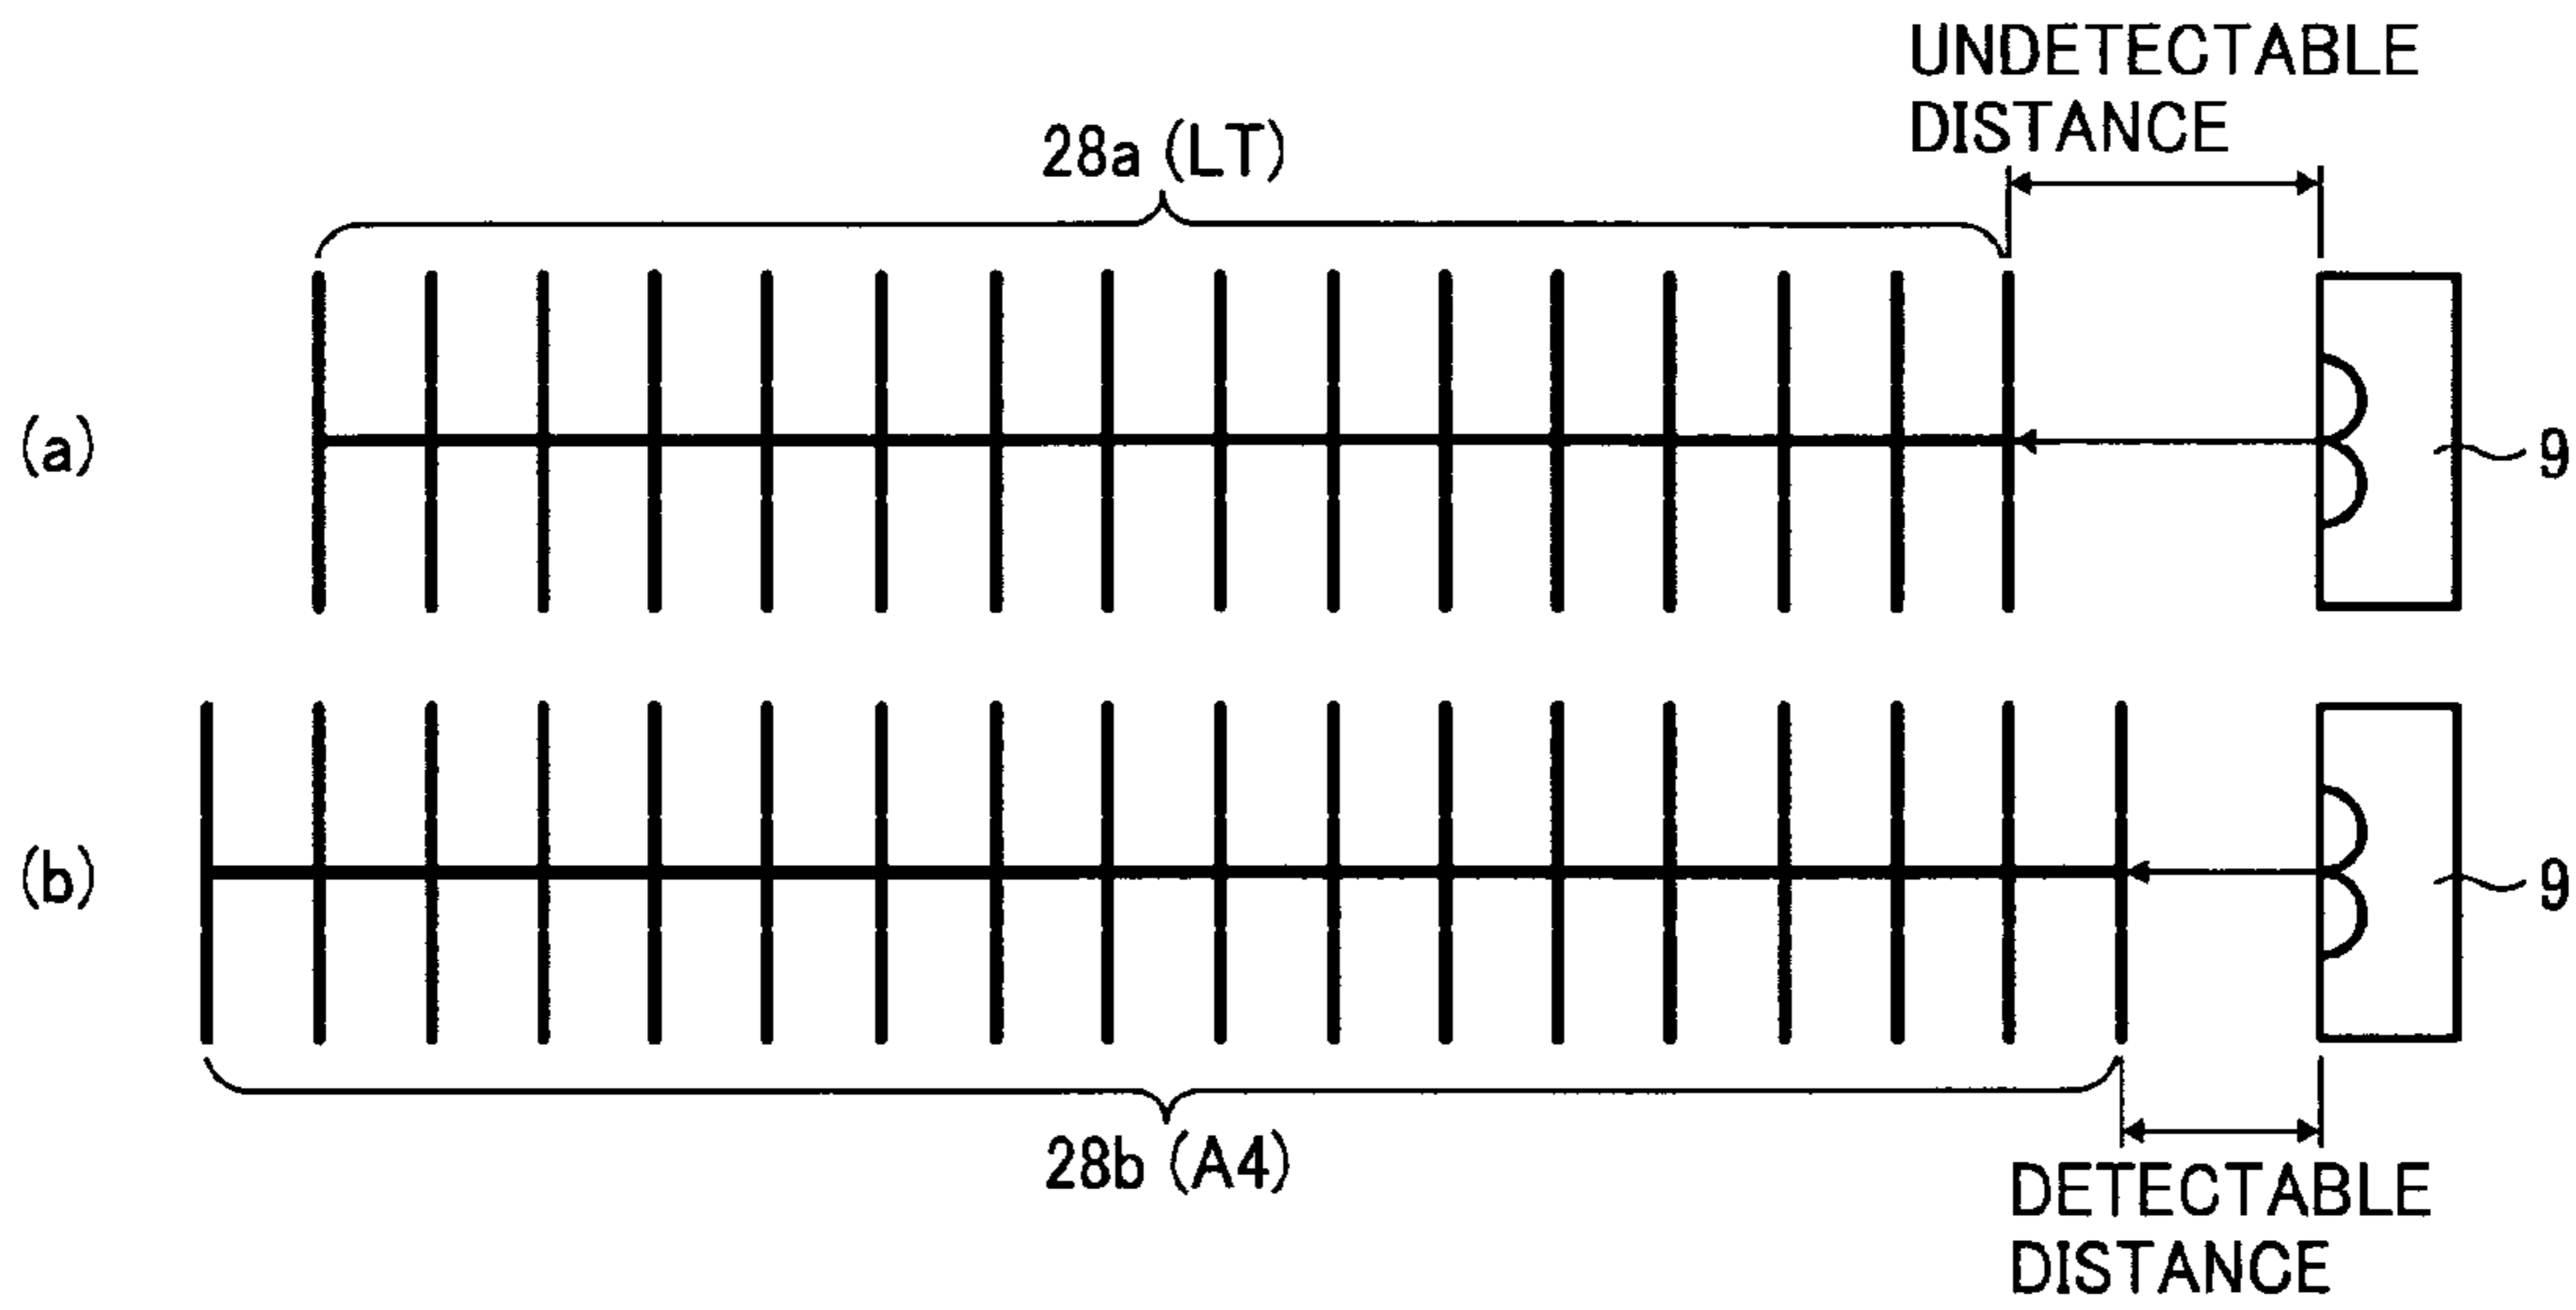 UNDETECTABLE
DISTANCE
28a (LT)
(a)
9
(b)
9
28b (A4)
DETECTABLE
DISTANCE